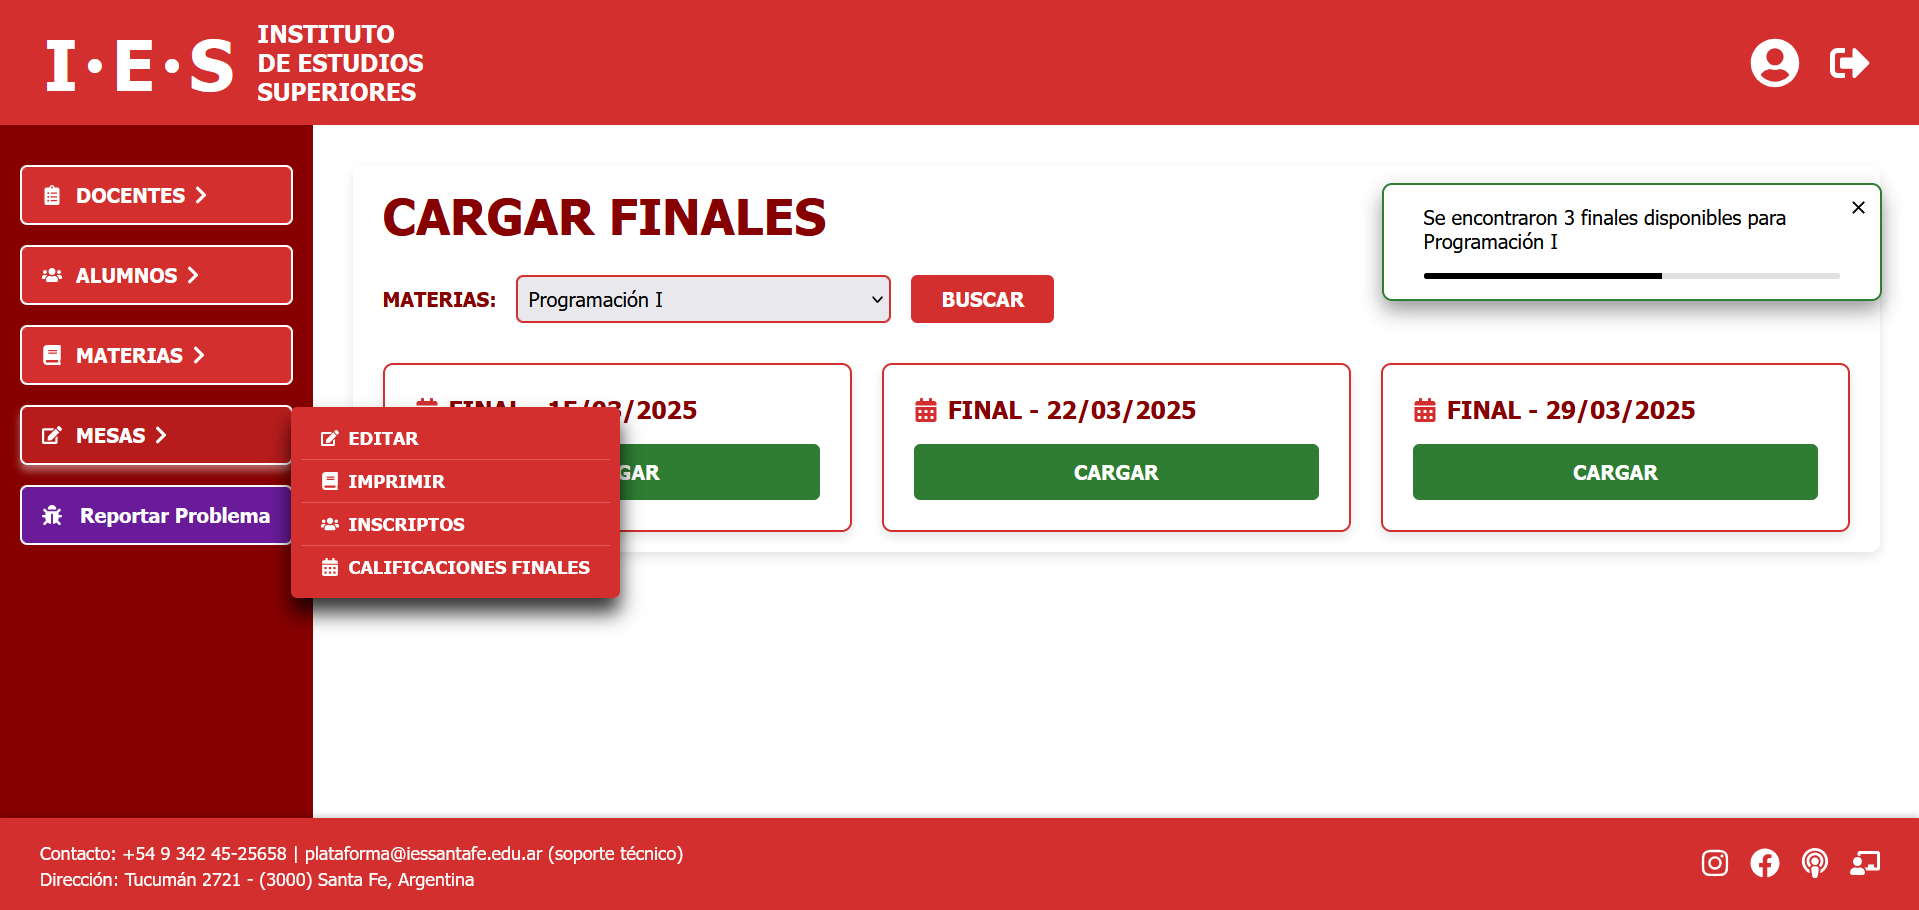 I·E·S
INSTITUTO
DE ESTUDIOS
SUPERIORES
DOCENTES
ALUMNOS
MATERIAS
MESAS
Reportar Problema
EDITAR
IMPRIMIR
INSCRIPTOS
CALIFICACIONES FINALES
CARGAR FINALES
Se encontraron 3 finales disponibles para
Programación I
MATERIAS: Programación I BUSCAR
FINAL - 15/03/2025
GAR
FINAL - 22/03/2025
CARGAR
FINAL - 29/03/2025
CARGAR
Contacto: +54 9 342 45-25658 | plataforma@iessantafe.edu.ar (soporte técnico)
Dirección: Tucumán 2721 - (3000) Santa Fe, Argentina